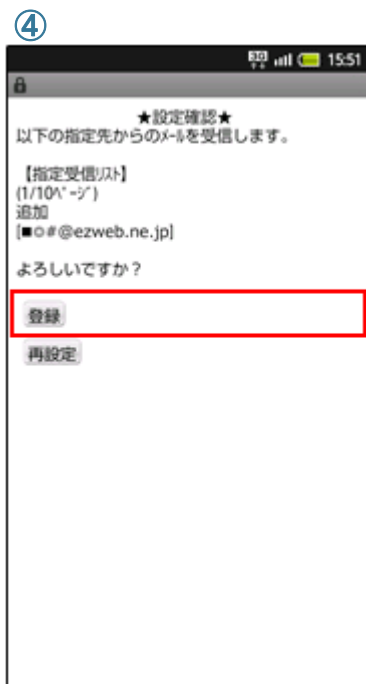 ④
3G 15:51
★設定確認★
以下の指定先からのﾒｰﾙを受信します。
【指定受信ﾘｽﾄ】
(1/10ﾍﾟｰｼﾞ)
追加
[■○#@ezweb.ne.jp]
よろしいですか？
登録
再設定